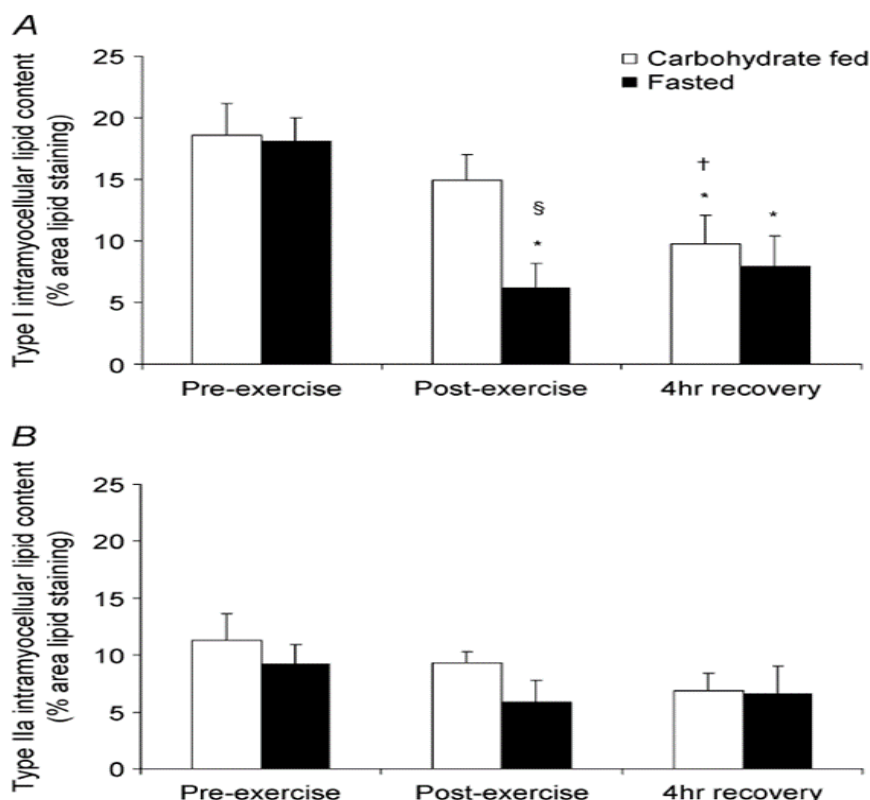 A
Type I intramyocellular lipid content
(% area lipid staining)
25
20
15
10
5
0
Carbohydrate fed
Fasted
§
*
†
*
*
Pre-exercise
Post-exercise
4hr recovery
B
Type IIa intramyocellular lipid content
(% area lipid staining)
25
20
15
10
5
0
Pre-exercise
Post-exercise
4hr recovery